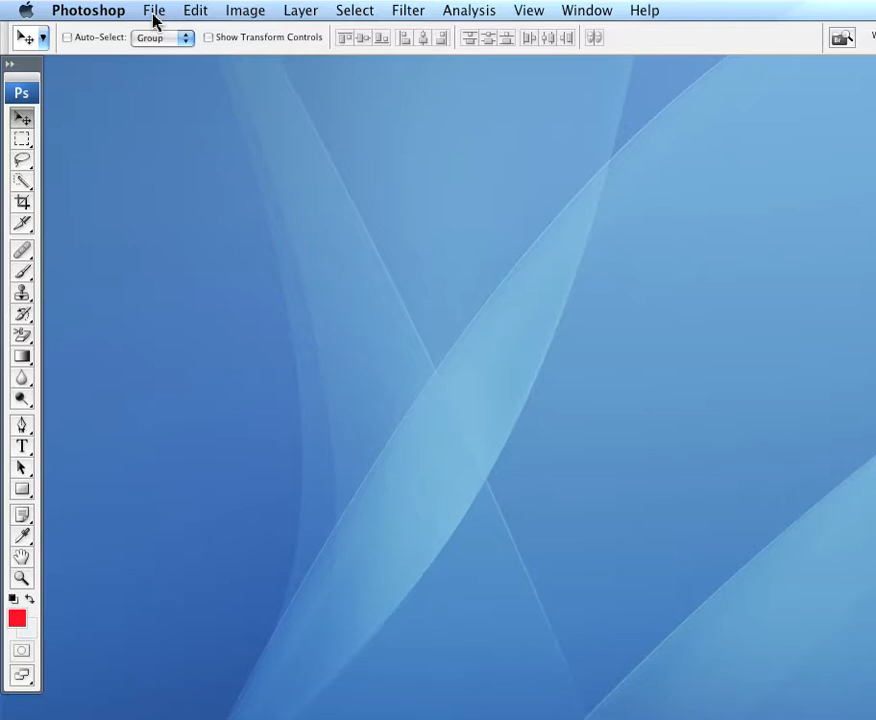 Photoshop File Edit Image Layer Select Filter Analysis View Window Help
Auto-Select: Group Show Transform Controls
Ps
T